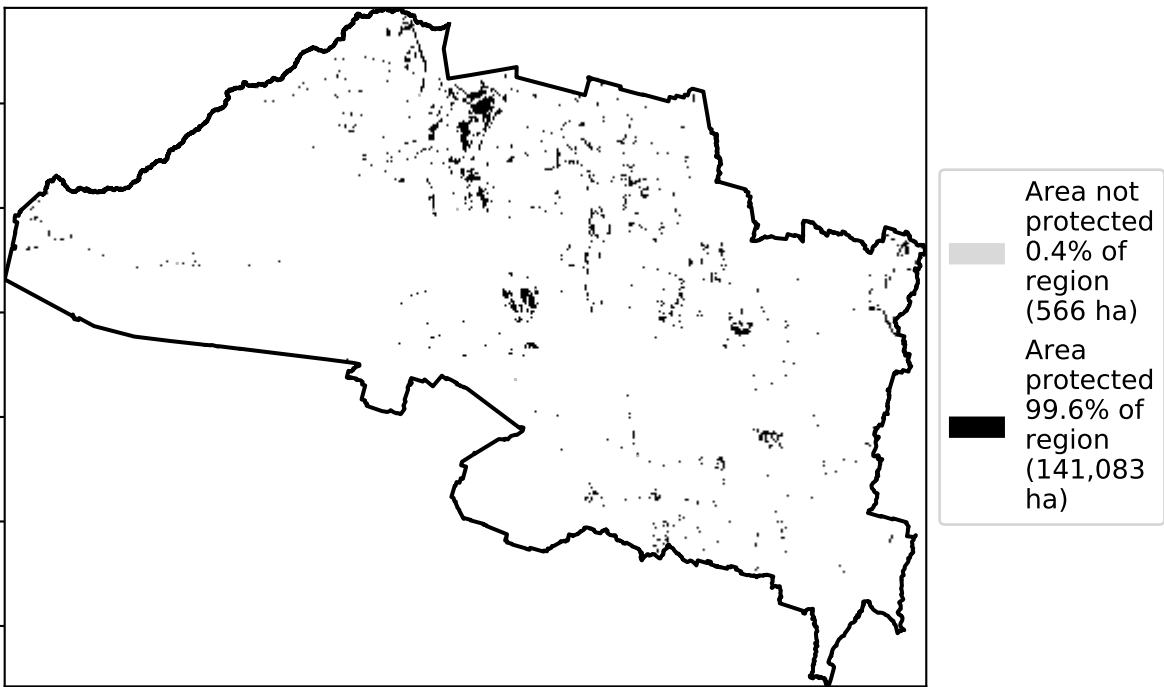 Area not
protected
0.4% of
region
(566 ha)
Area
protected
99.6% of
region
(141,083
ha)